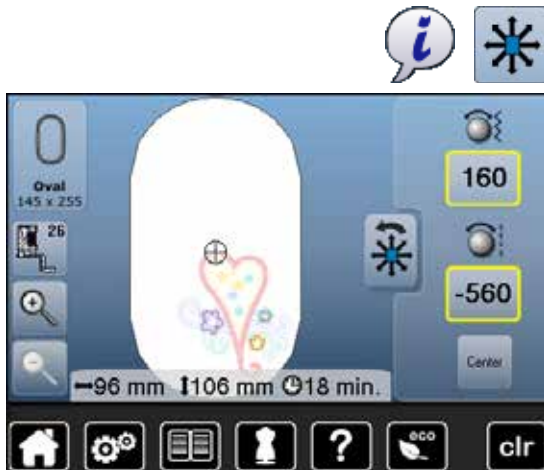 i
Oval
145 x 255
160
26
-560
Center
96 mm 106 mm 18 min.
? eco clr